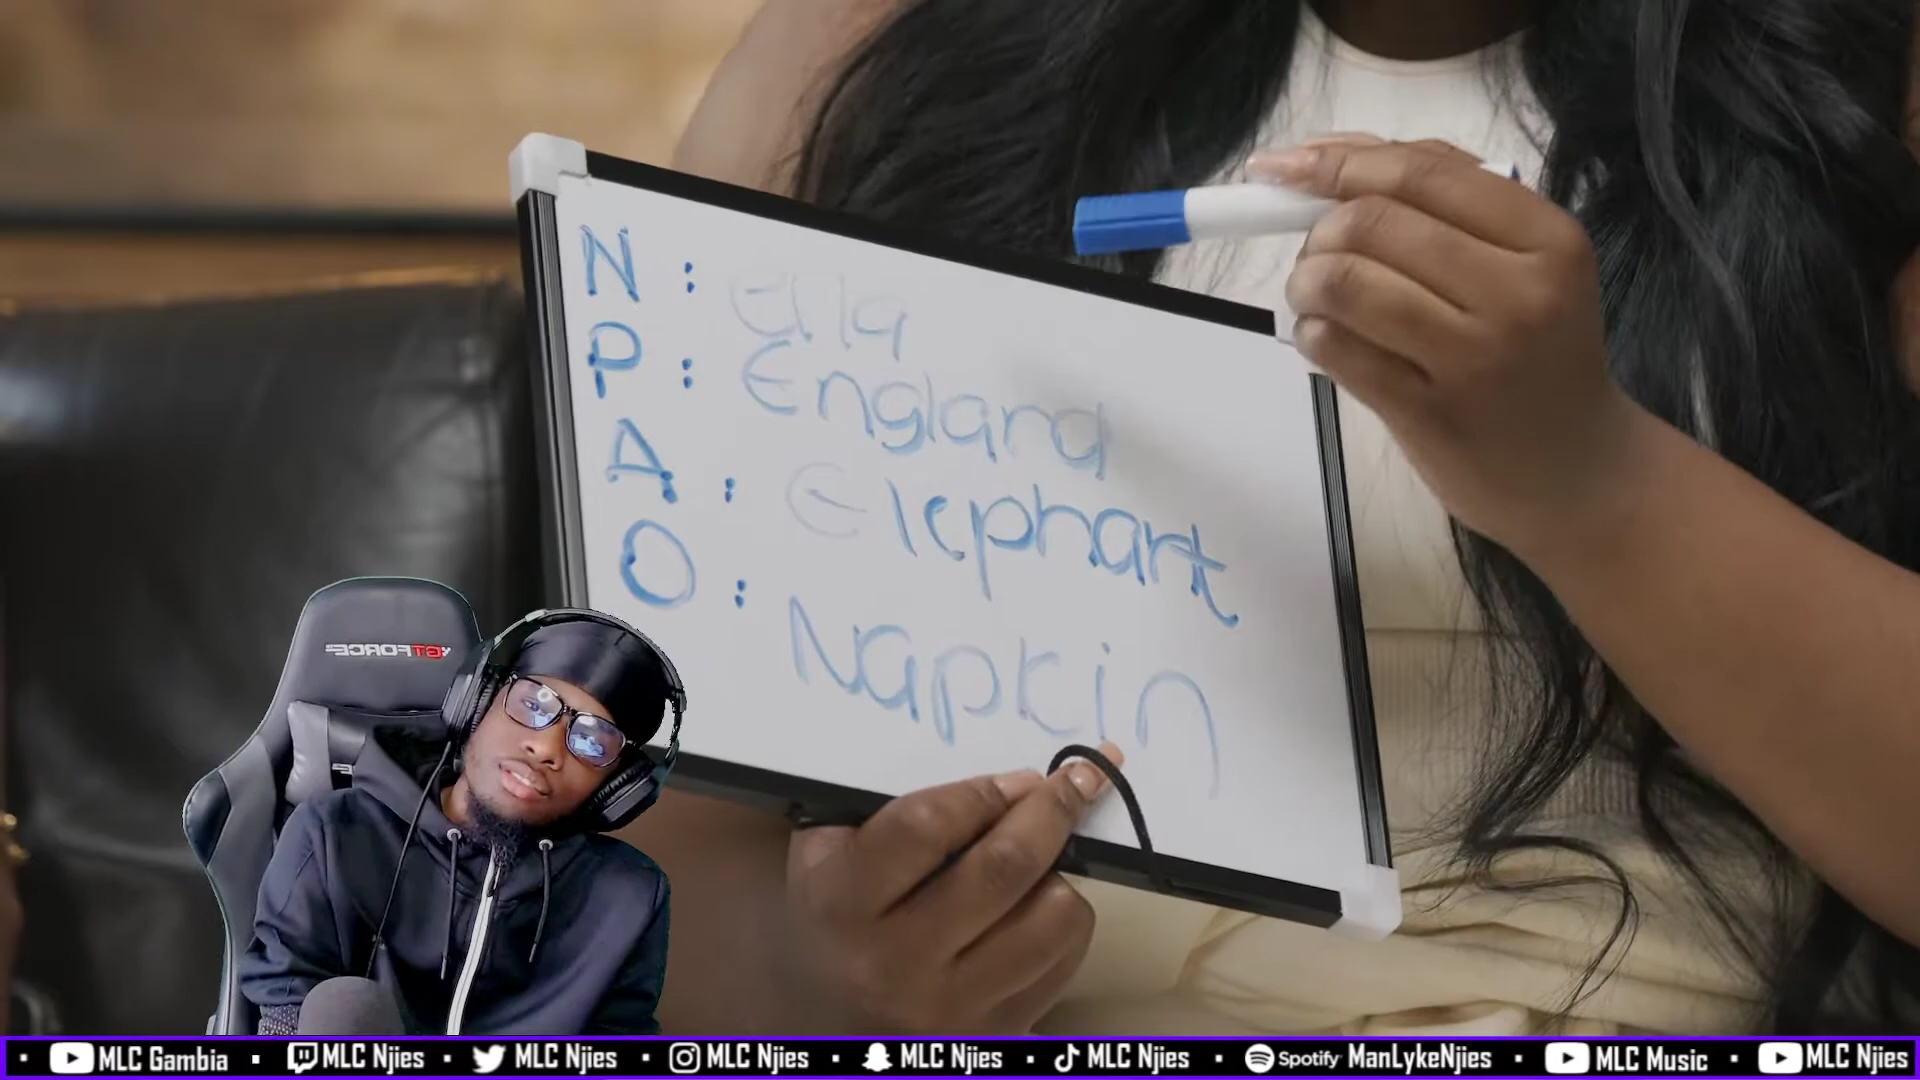 N : Ella
P : England
A : Elephant
O : Napkin
GTFORCE
MLC Gambia · MLC Njies · MLC Njies · MLC Njies · MLC Njies · MLC Njies · Spotify ManLykeNjies · MLC Music · MLC Njies